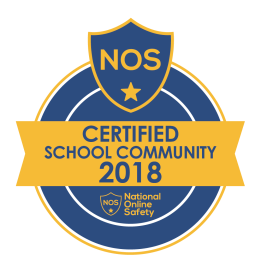 NOS
CERTIFIED
SCHOOL COMMUNITY
2018
NOS
National
Online
Safety